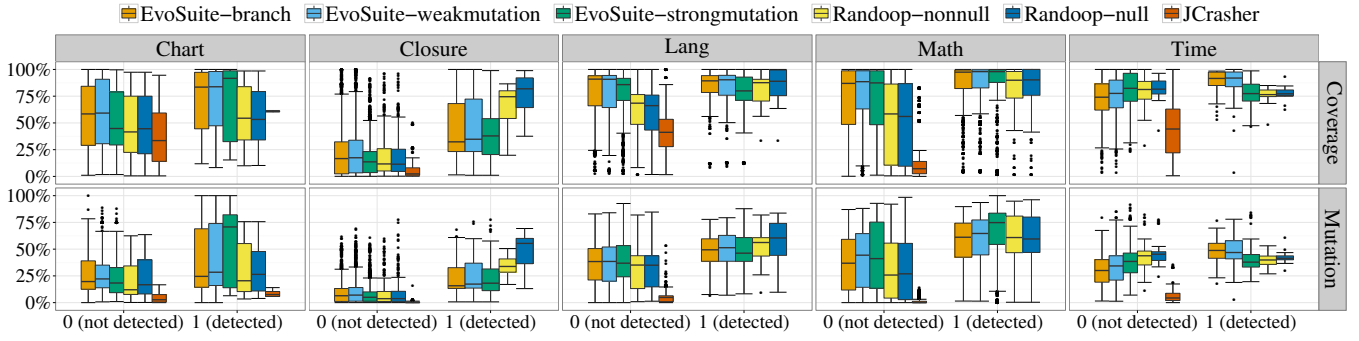 EvoSuite−branch EvoSuite−weakmutation EvoSuite−strongmutation Randoop−nonnull Randoop−null JCrasher
Chart Closure Lang Math Time
100%
75%
50%
25%
0%
Coverage
100%
75%
50%
25%
0%
Mutation
0 (not detected) 1 (detected) 0 (not detected) 1 (detected) 0 (not detected) 1 (detected) 0 (not detected) 1 (detected) 0 (not detected) 1 (detected)